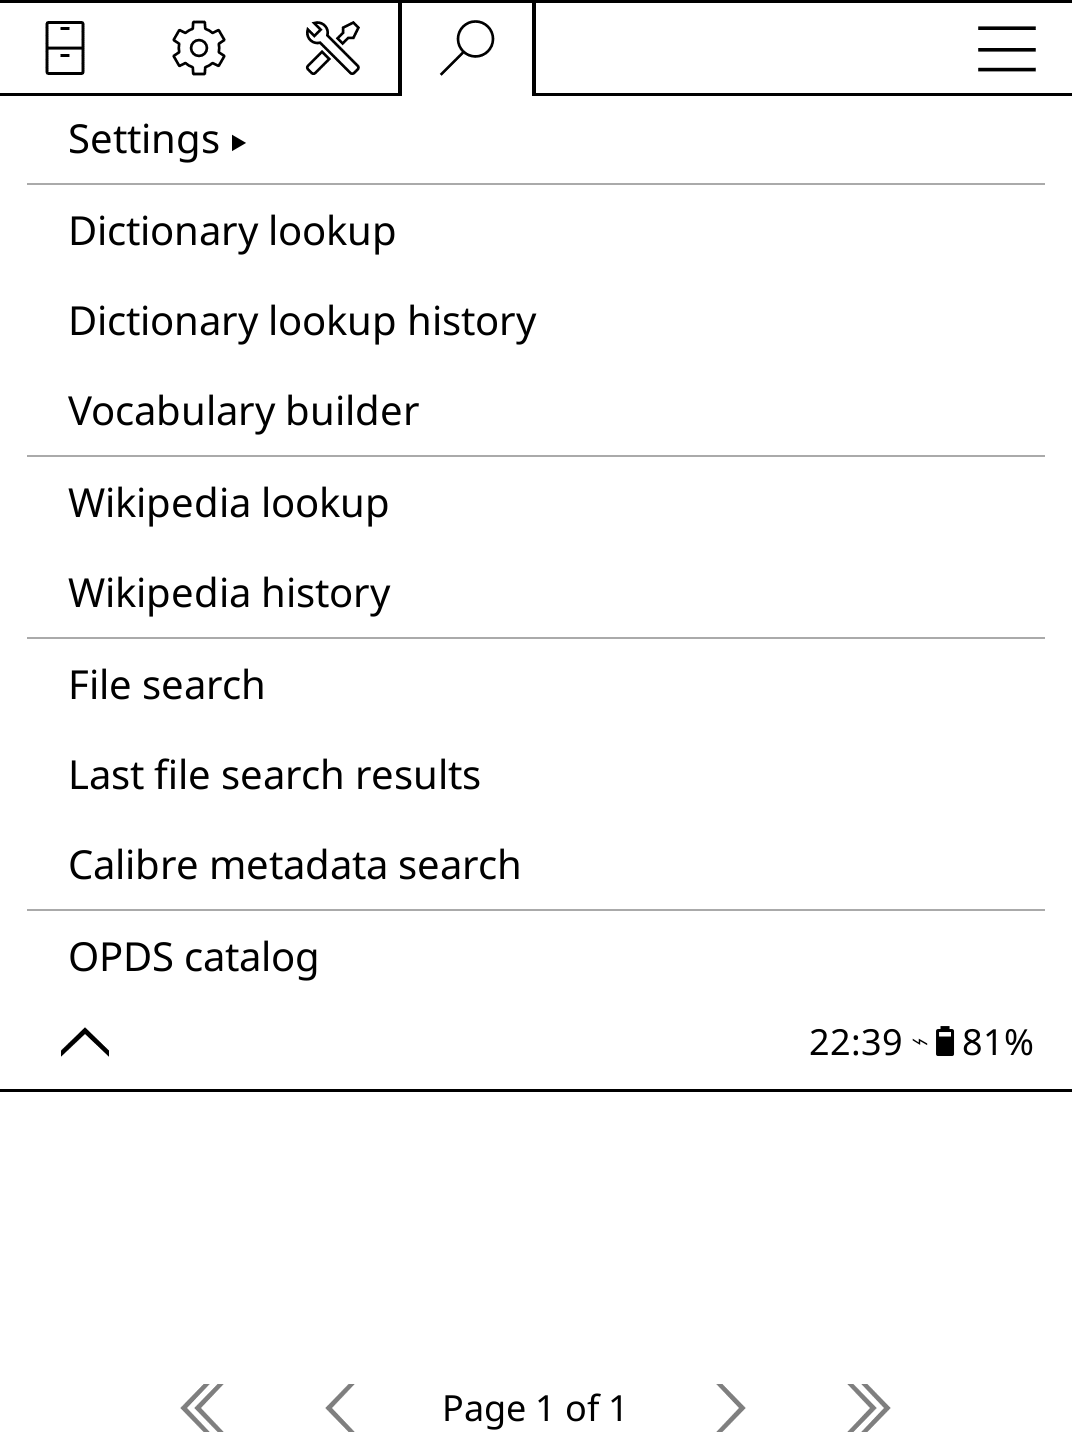 Settings ▸
Dictionary lookup
Dictionary lookup history
Vocabulary builder
Wikipedia lookup
Wikipedia history
File search
Last file search results
Calibre metadata search
OPDS catalog
22:39 81%
Page 1 of 1